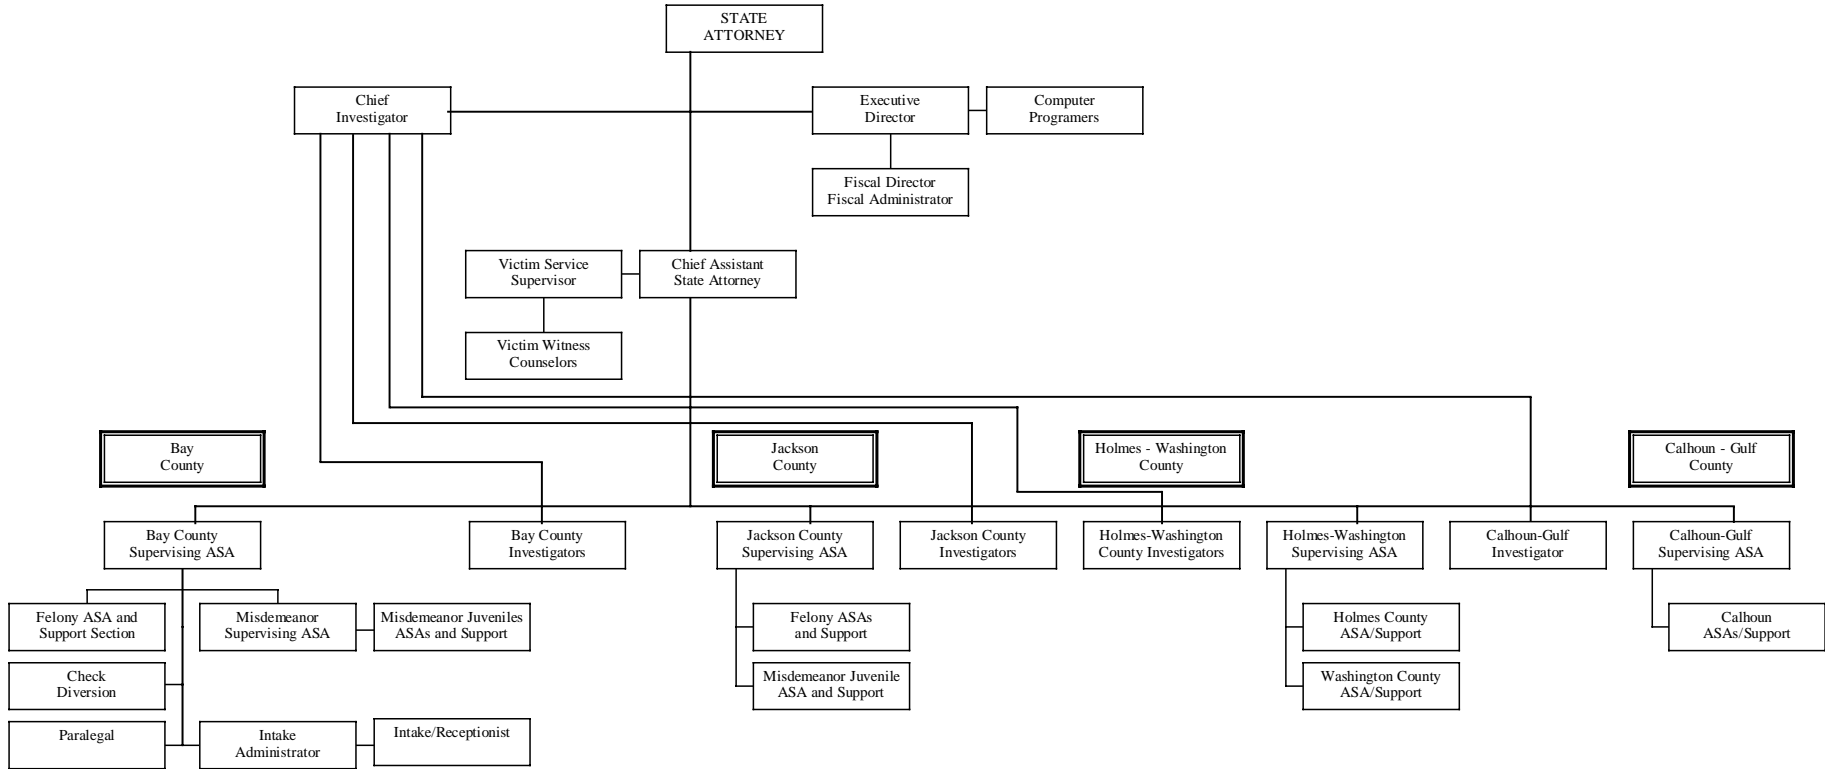 STATE
ATTORNEY
Chief
Investigator
Executive
Director
Computer
Programers
Fiscal Director
Fiscal Administrator
Victim Service
Supervisor
Chief Assistant
State Attorney
Victim Witness
Counselors
Bay
County
Jackson
County
Holmes - Washington
County
Calhoun - Gulf
County
Bay County
Supervising ASA
Bay County
Investigators
Jackson County
Supervising ASA
Jackson County
Investigators
Holmes-Washington
County Investigators
Holmes-Washington
Supervising ASA
Calhoun-Gulf
Investigator
Calhoun-Gulf
Supervising ASA
Felony ASA and
Support Section
Misdemeanor
Supervising ASA
Misdemeanor Juveniles
ASAs and Support
Felony ASAs
and Support
Holmes County
ASA/Support
Calhoun
ASAs/Support
Check
Diversion
Misdemeanor Juvenile
ASA and Support
Washington County
ASA/Support
Paralegal
Intake
Administrator
Intake/Receptionist